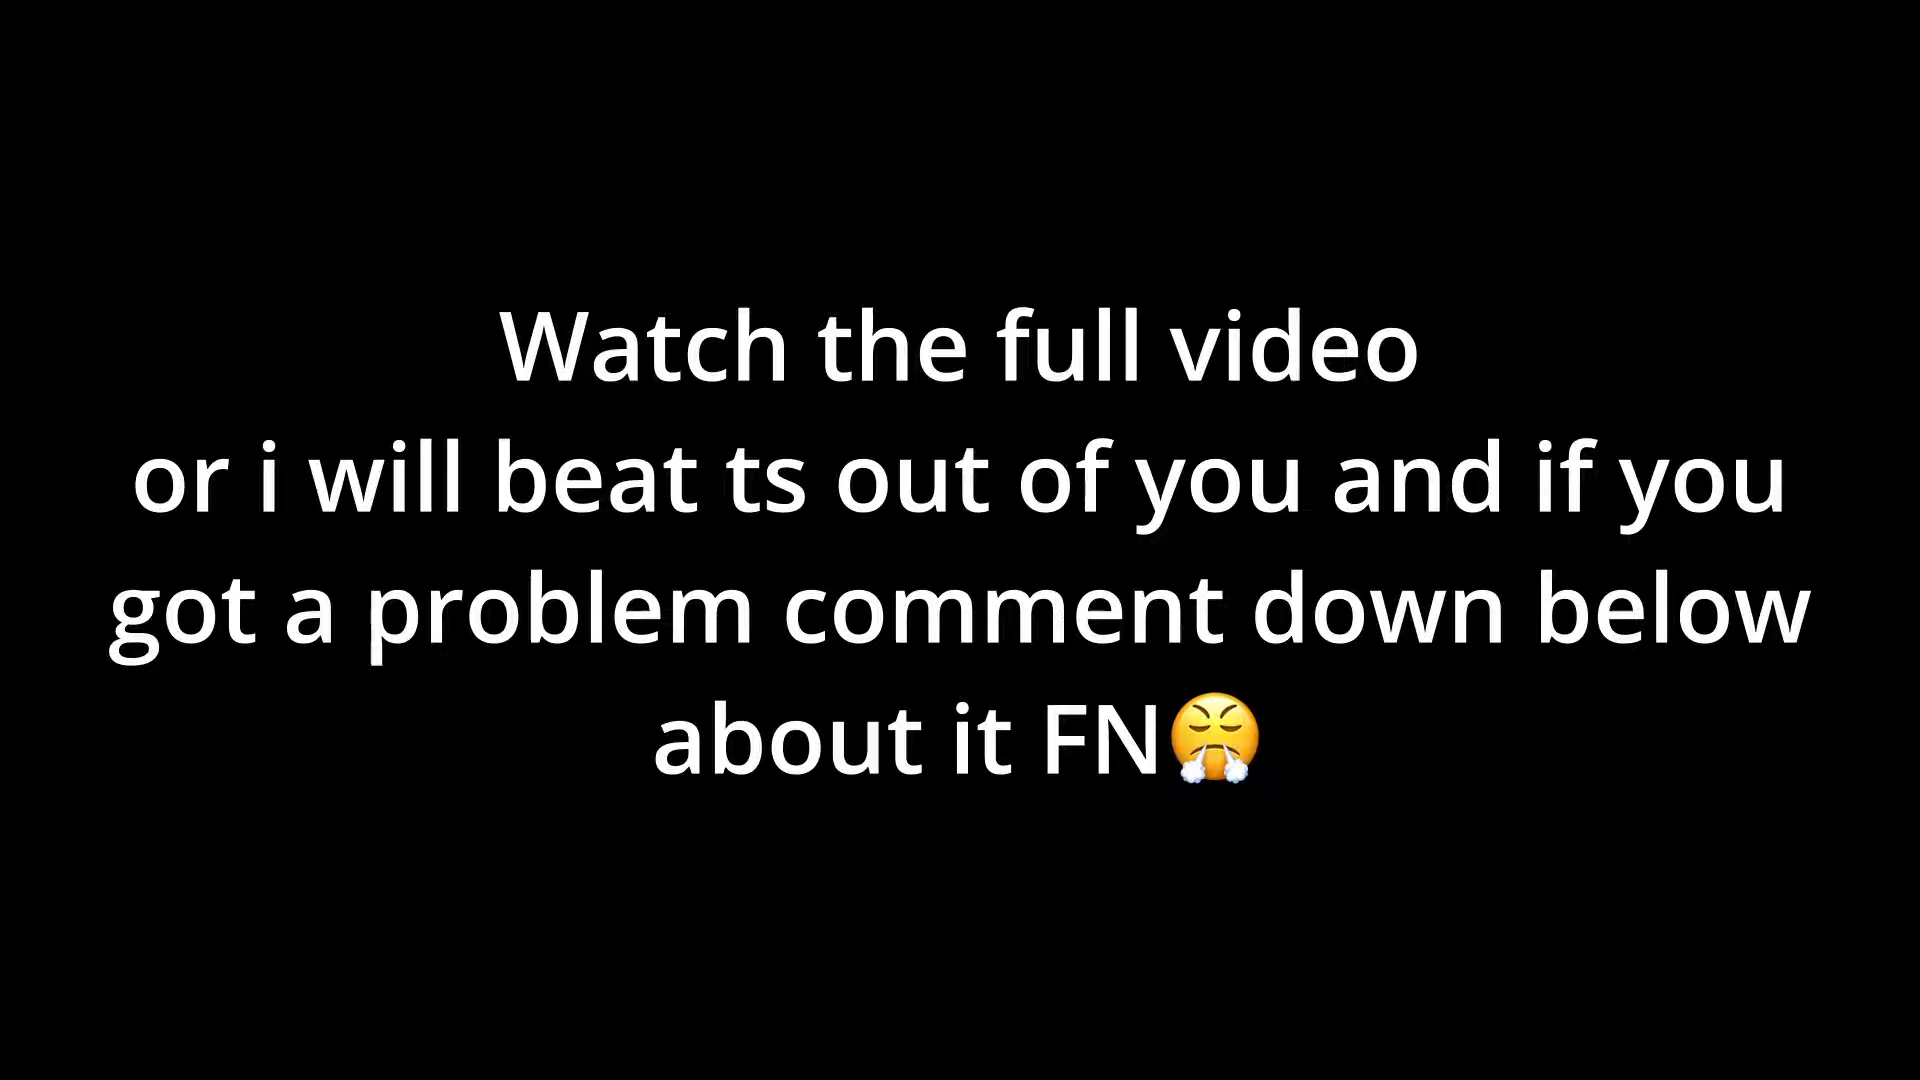 Watch the full video
or i will beat ts out of you and if you
got a problem comment down below
about it FN😤